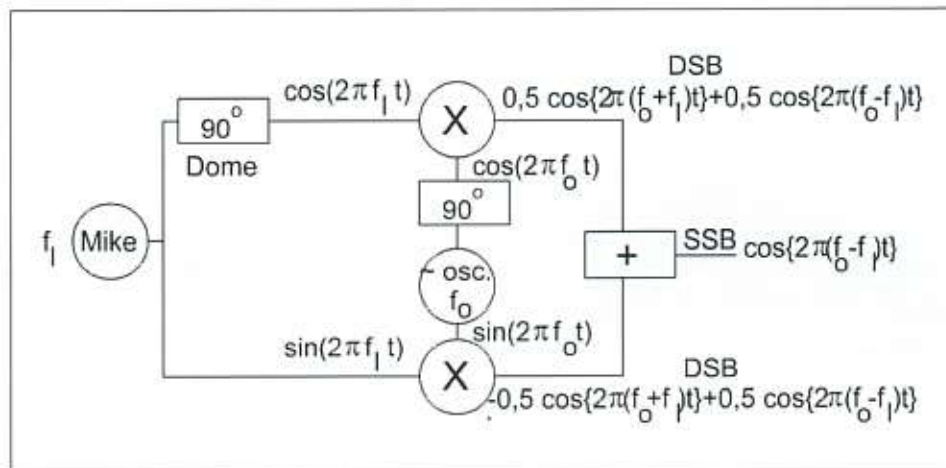 DSB
cos(2π f_l t)
0,5 cos{2π(f_o+f_l)t}+0,5 cos{2π(f_o-f_l)t}
90°
X
Dome
cos(2π f_o t)
90°
f_l
Mike
+
SSB cos{2π(f_o-f_l)t}
~ osc.
f_o
sin(2π f_l t)
sin(2π f_o t)
X
DSB
-0,5 cos{2π(f_o+f_l)t}+0,5 cos{2π(f_o-f_l)t}